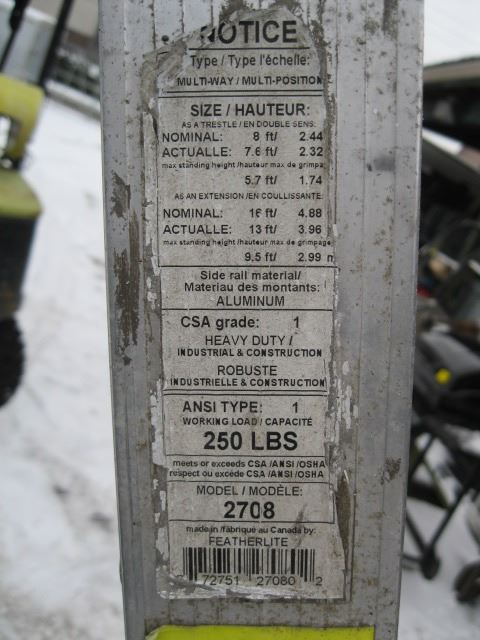 NOTICE
Type / Type l'échelle:
MULTI-WAY / MULTI-POSITION
SIZE / HAUTEUR:
AS A TRESTLE / EN DOUBLE SENS:
NOMINAL: 8 ft/ 2.44
ACTUALLE: 7.6 ft/ 2.32
max standing height /hauteur max de grimpag
5.7 ft/ 1.74
AS AN EXTENSION /EN COULISSANTE:
NOMINAL: 16 ft/ 4.88
ACTUALLE: 13 ft/ 3.96
max standing height /hauteur max de grimpage
9.5 ft/ 2.99 m
Side rail material/
Materiau des montants:
ALUMINUM
CSA grade: 1
HEAVY DUTY /
INDUSTRIAL & CONSTRUCTION
ROBUSTE
INDUSTRIELLE & CONSTRUCTION
ANSI TYPE: 1
WORKING LOAD / CAPACITÉ
250 LBS
meets or exceeds CSA /ANSI /OSHA
respect ou excède CSA /ANSI /OSHA
MODEL / MODÈLE:
2708
made in /fabriqué au Canada by:
FEATHERLITE
72751 27080 2